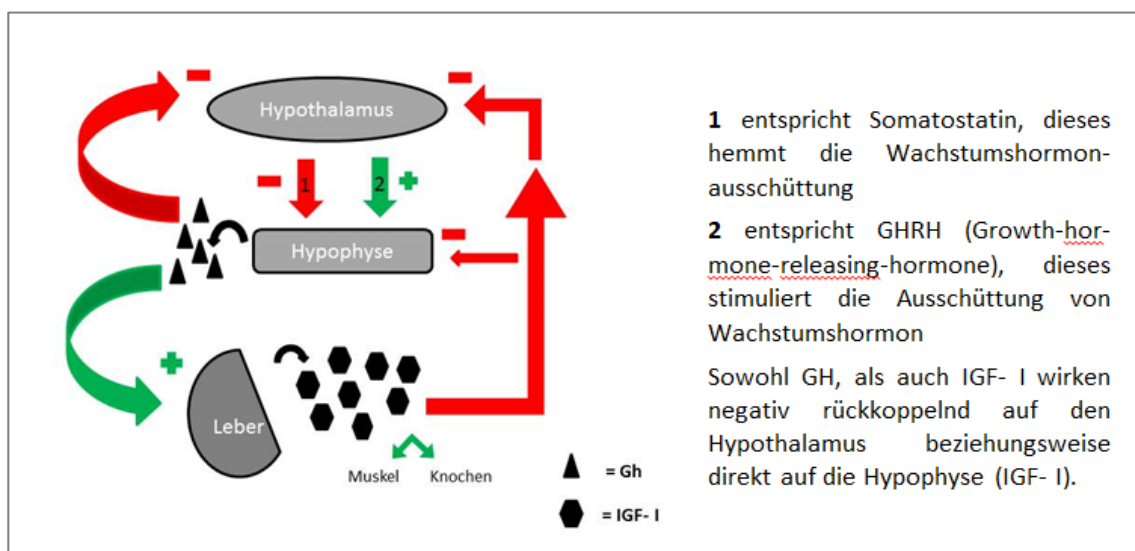 Hypothalamus
1
2
Hypophyse
Leber
Muskel Knochen
= Gh
= IGF- I
1 entspricht Somatostatin, dieses
hemmt die Wachstumshormon-
ausschüttung
2 entspricht GHRH (Growth-hor-
mone-releasing-hormone), dieses
stimuliert die Ausschüttung von
Wachstumshormon
Sowohl GH, als auch IGF- I wirken
negativ rückkoppelnd auf den
Hypothalamus beziehungsweise
direkt auf die Hypophyse (IGF- I).